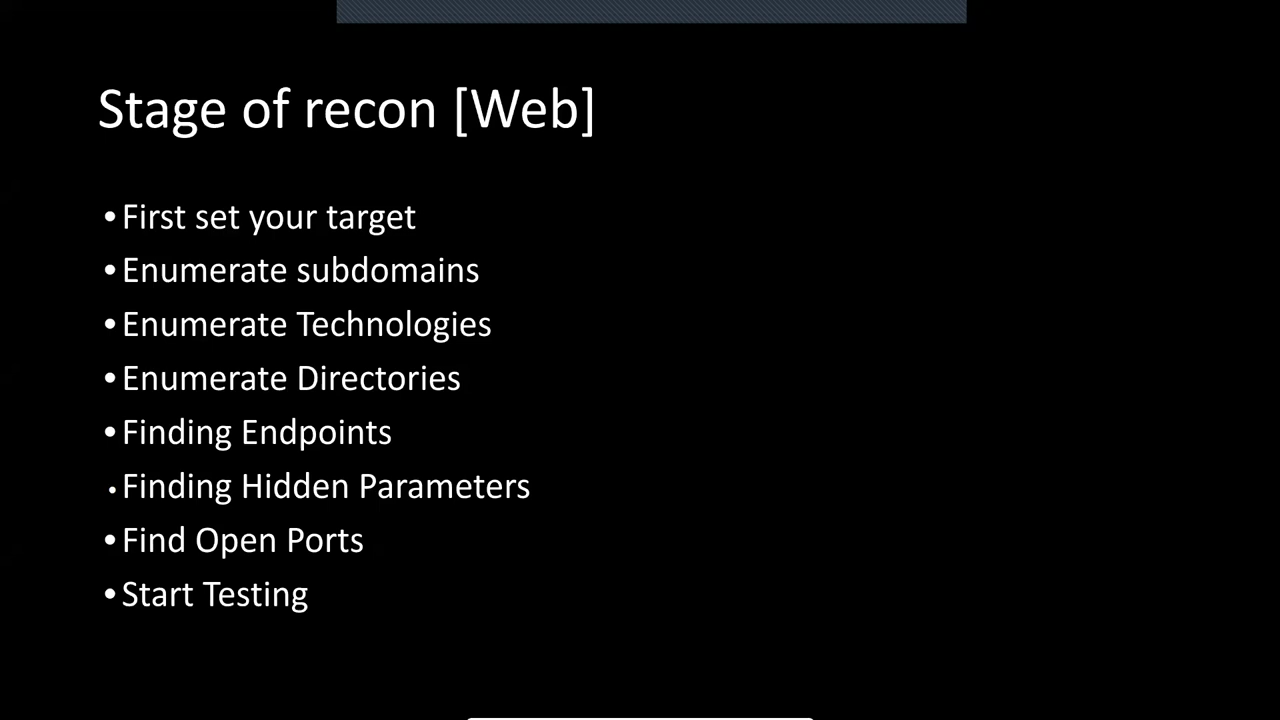 Stage of recon [Web]
•First set your target
•Enumerate subdomains
•Enumerate Technologies
•Enumerate Directories
•Finding Endpoints
•Finding Hidden Parameters
•Find Open Ports
•Start Testing